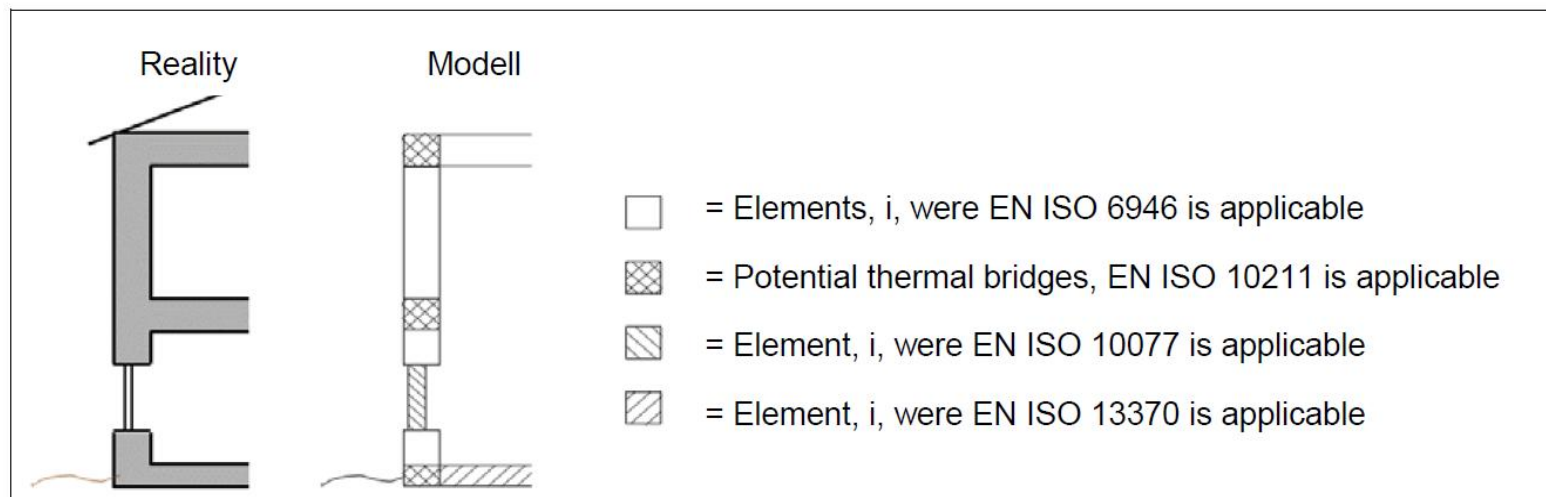 Reality
Modell
= Elements, i, were EN ISO 6946 is applicable
= Potential thermal bridges, EN ISO 10211 is applicable
= Element, i, were EN ISO 10077 is applicable
= Element, i, were EN ISO 13370 is applicable